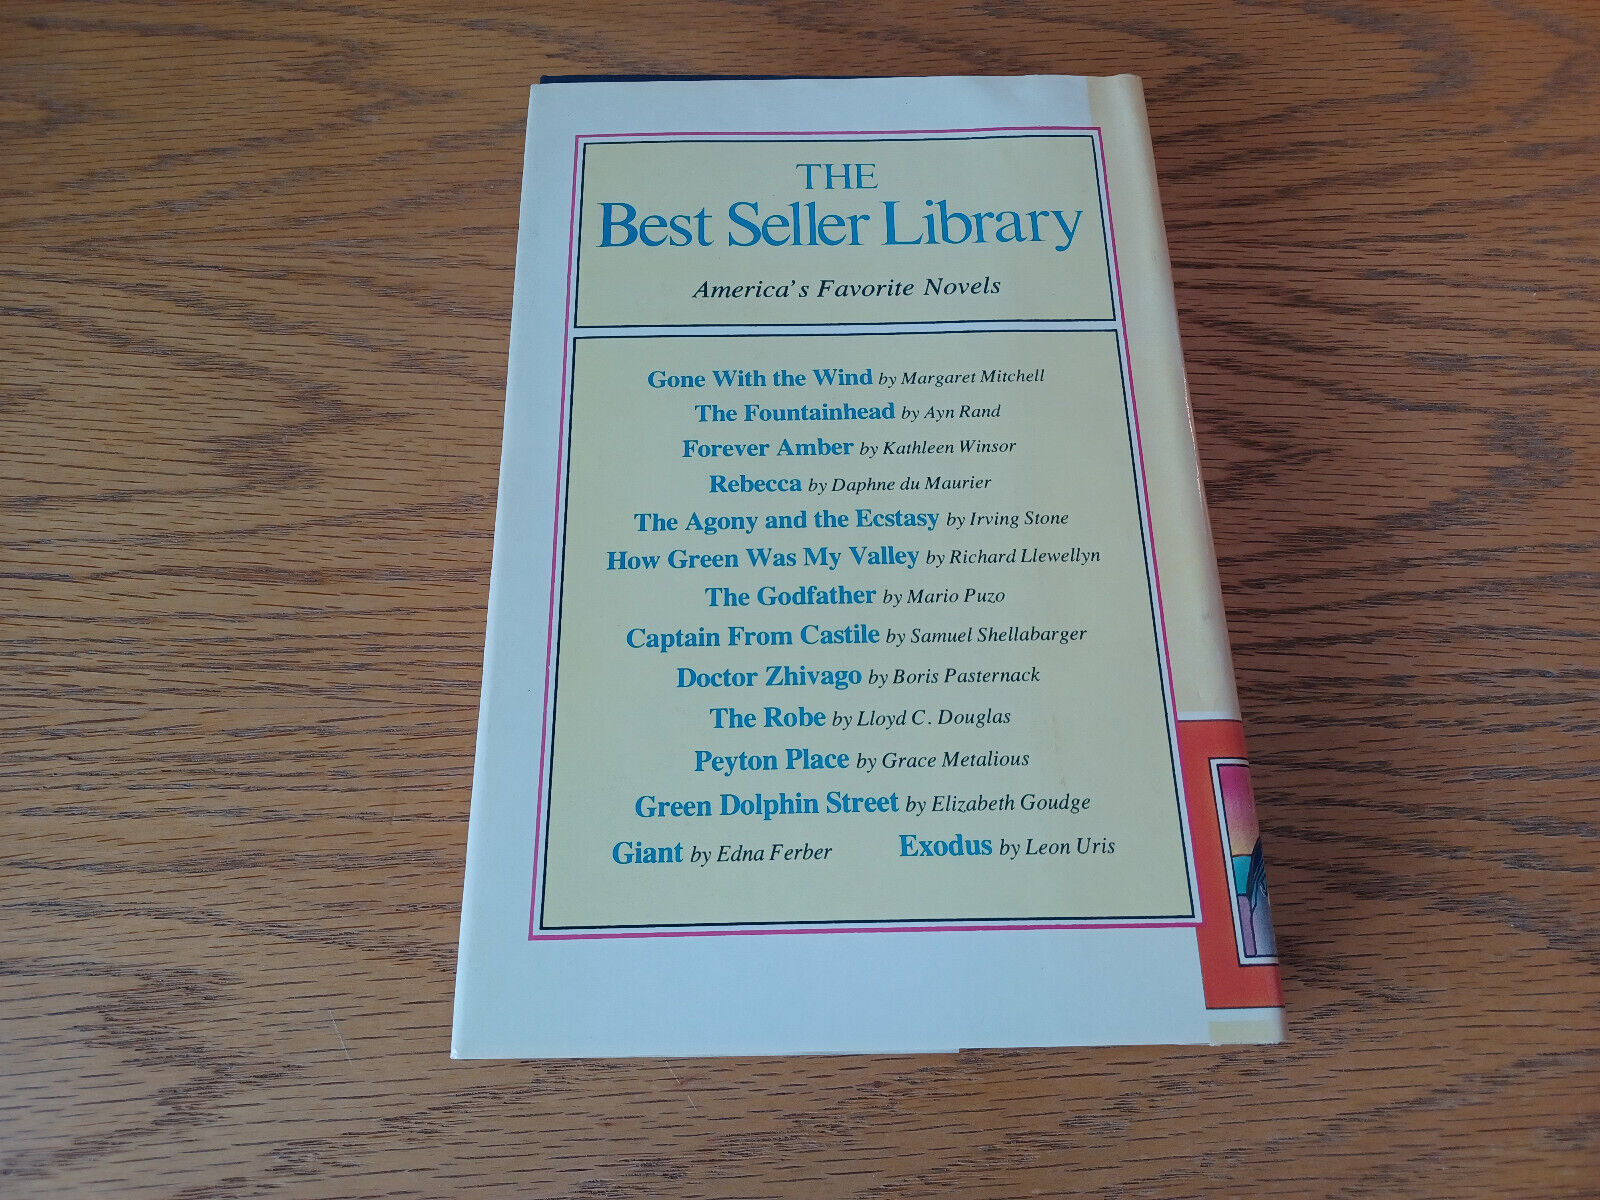 THE
Best Seller Library
America's Favorite Novels
Gone With the Wind by Margaret Mitchell
The Fountainhead by Ayn Rand
Forever Amber by Kathleen Winsor
Rebecca by Daphne du Maurier
The Agony and the Ecstasy by Irving Stone
How Green Was My Valley by Richard Llewellyn
The Godfather by Mario Puzo
Captain From Castile by Samuel Shellabarger
Doctor Zhivago by Boris Pasternack
The Robe by Lloyd C. Douglas
Peyton Place by Grace Metalious
Green Dolphin Street by Elizabeth Goudge
Giant by Edna Ferber Exodus by Leon Uris